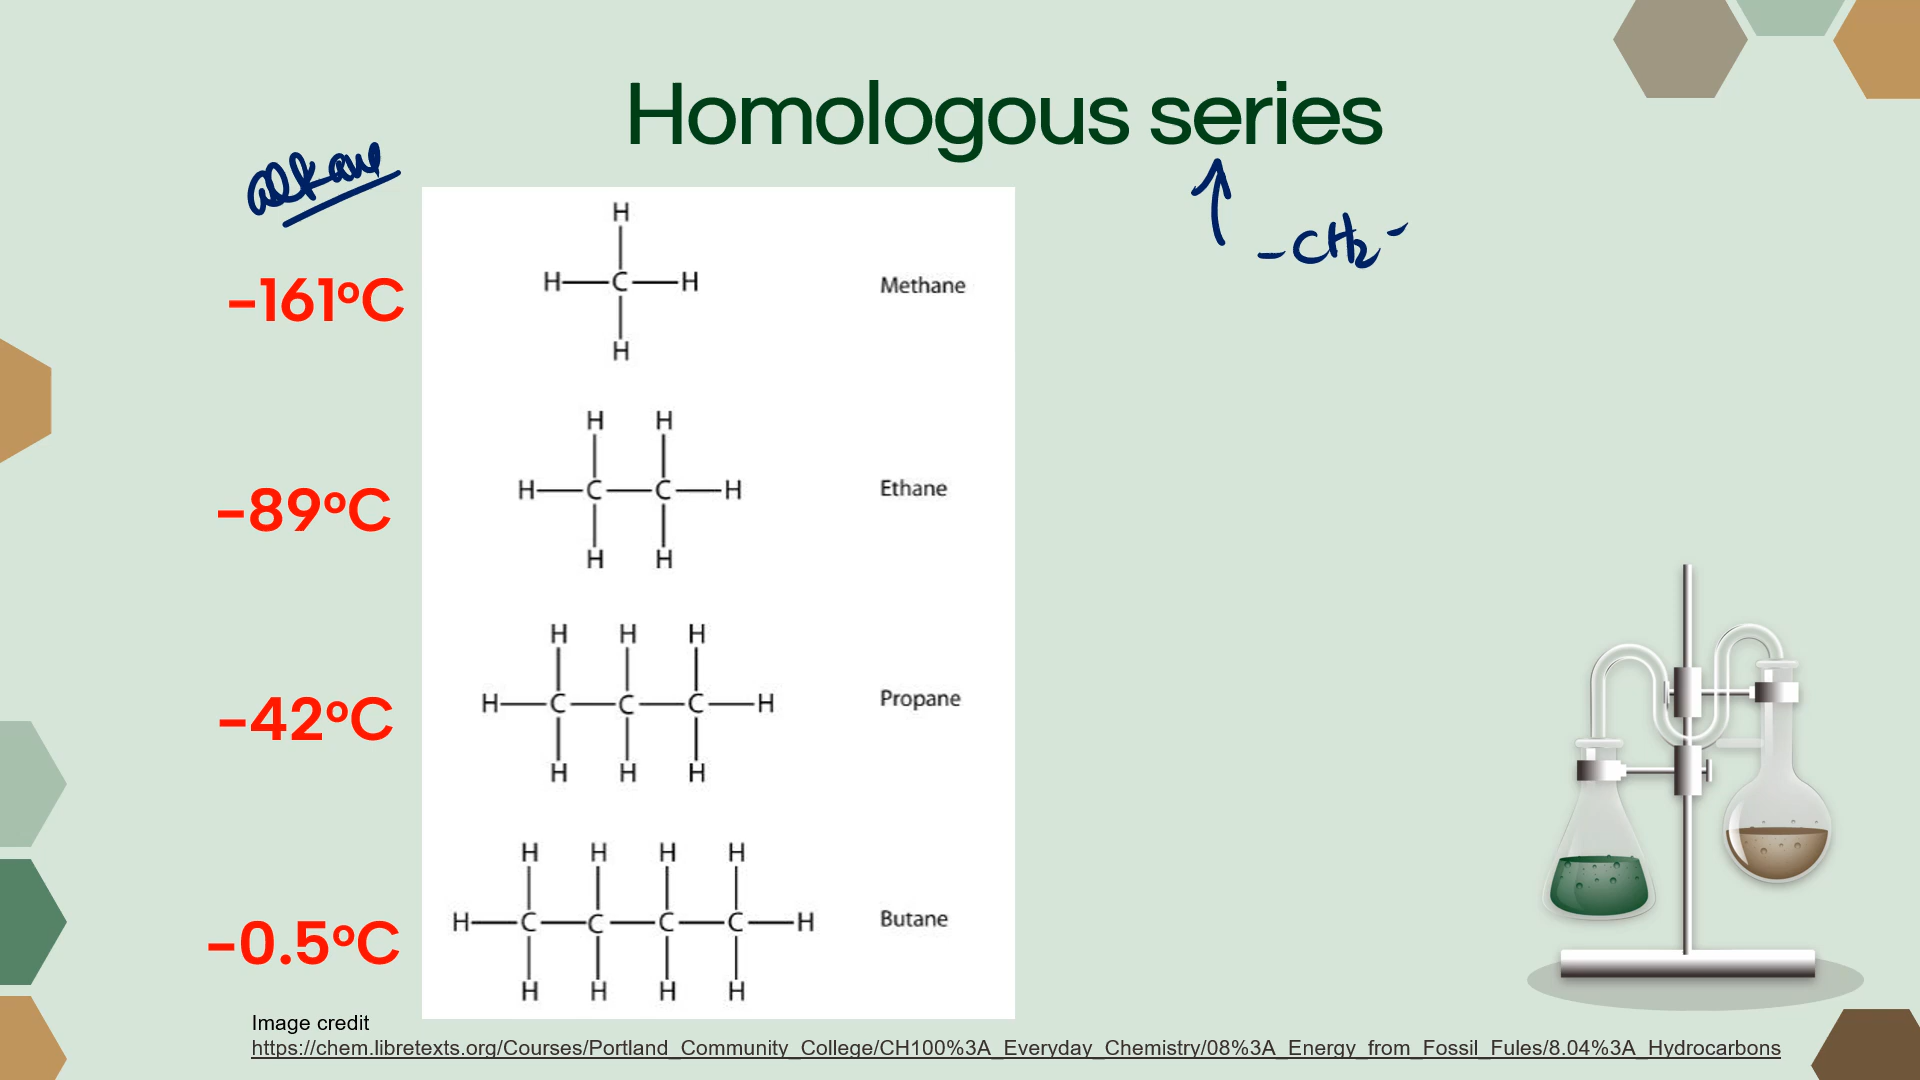 Homologous series
alkane
-CH2-
-161°C
H
H—C—H
H
Methane
-89°C
H H
H—C—C—H
H H
Ethane
-42°C
H H H
H—C—C—C—H
H H H
Propane
-0.5°C
H H H H
H—C—C—C—C—H
H H H H
Butane
Image credit
https://chem.libretexts.org/Courses/Portland_Community_College/CH100%3A_Everyday_Chemistry/08%3A_Energy_from_Fossil_Fules/8.04%3A_Hydrocarbons